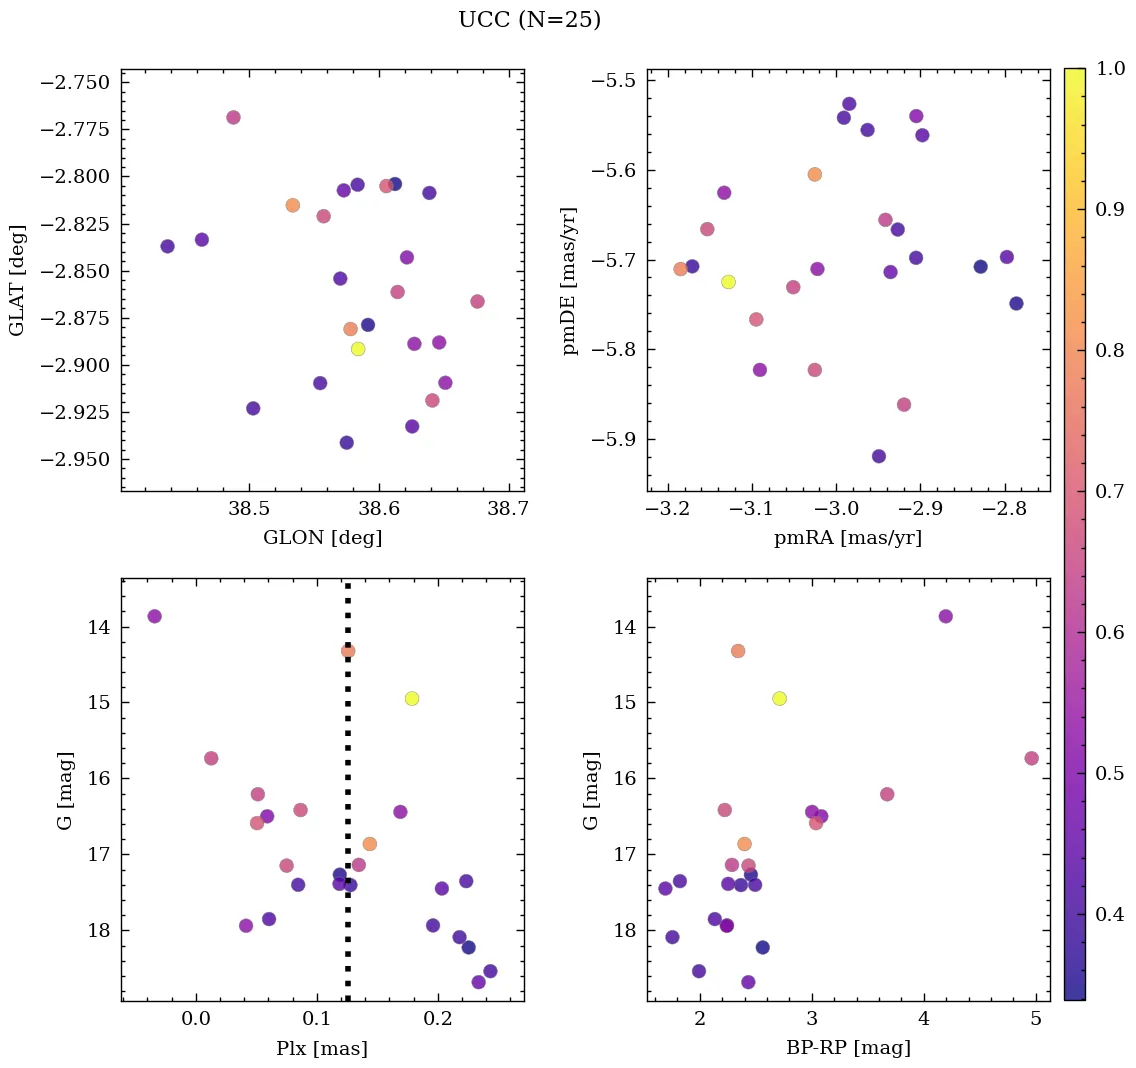 UCC (N=25)
−2.750
−2.775
−2.800
−2.825
−2.850
−2.875
−2.900
−2.925
−2.950
GLAT [deg]
38.5 38.6 38.7
GLON [deg]
−5.5
−5.6
−5.7
−5.8
−5.9
pmDE [mas/yr]
−3.2 −3.1 −3.0 −2.9 −2.8
pmRA [mas/yr]
14
15
16
17
18
G [mag]
0.0 0.1 0.2
Plx [mas]
14
15
16
17
18
G [mag]
2 3 4 5
BP-RP [mag]
1.0
0.9
0.8
0.7
0.6
0.5
0.4